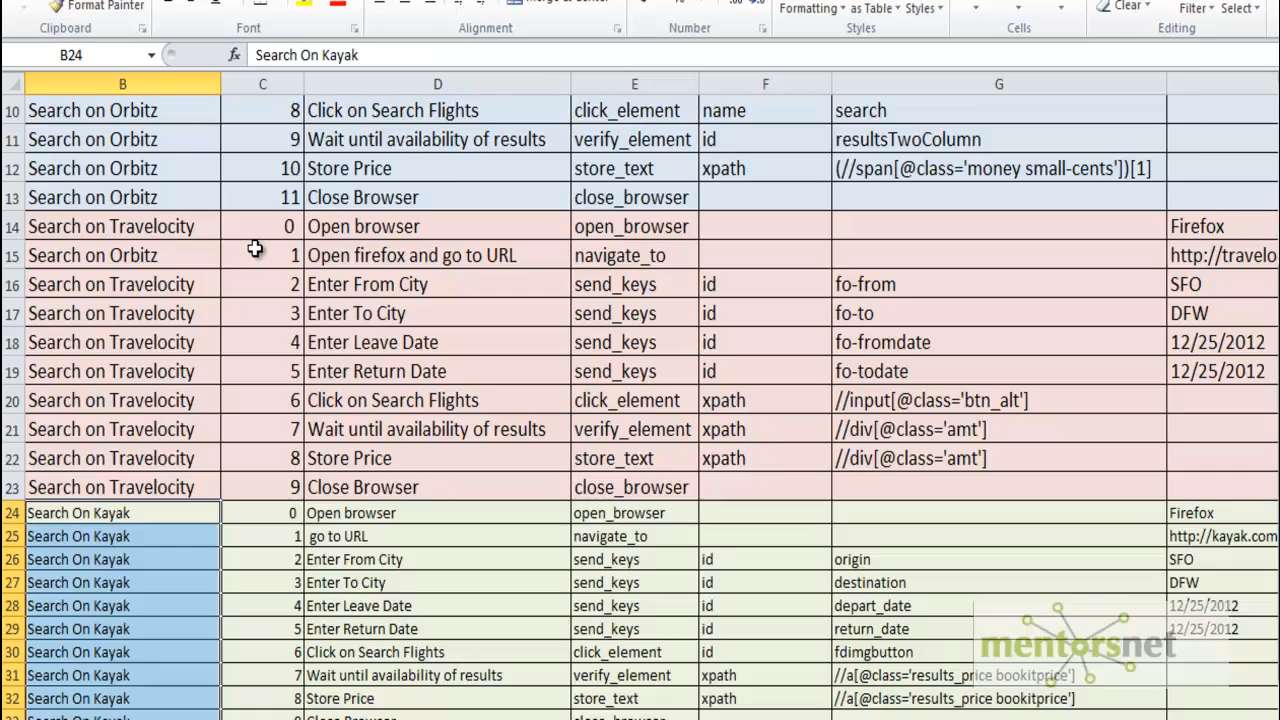 Format Painter Merge & Center Formatting as Table Styles Clear Filter Select
Clipboard Font Alignment Number Styles Cells Editing
B24 fx Search On Kayak
B C D E F G
10 Search on Orbitz 8 Click on Search Flights click_element name search
11 Search on Orbitz 9 Wait until availability of results verify_element id resultsTwoColumn
12 Search on Orbitz 10 Store Price store_text xpath (//span[@class='money small-cents'])[1]
13 Search on Orbitz 11 Close Browser close_browser
14 Search on Travelocity 0 Open browser open_browser Firefox
15 Search on Orbitz 1 Open firefox and go to URL navigate_to http://travelo
16 Search on Travelocity 2 Enter From City send_keys id fo-from SFO
17 Search on Travelocity 3 Enter To City send_keys id fo-to DFW
18 Search on Travelocity 4 Enter Leave Date send_keys id fo-fromdate 12/25/2012
19 Search on Travelocity 5 Enter Return Date send_keys id fo-todate 12/25/2012
20 Search on Travelocity 6 Click on Search Flights click_element xpath //input[@class='btn_alt']
21 Search on Travelocity 7 Wait until availability of results verify_element xpath //div[@class='amt']
22 Search on Travelocity 8 Store Price store_text xpath //div[@class='amt']
23 Search on Travelocity 9 Close Browser close_browser
24 Search On Kayak 0 Open browser open_browser Firefox
25 Search On Kayak 1 go to URL navigate_to http://kayak.com
26 Search On Kayak 2 Enter From City send_keys id origin SFO
27 Search On Kayak 3 Enter To City send_keys id destination DFW
28 Search On Kayak 4 Enter Leave Date send_keys id depart_date 12/25/2012
29 Search On Kayak 5 Enter Return Date send_keys id return_date 12/25/2012
30 Search On Kayak 6 Click on Search Flights click_element id fdimgbutton
mentorsnet
31 Search On Kayak 7 Wait until availability of results verify_element xpath //a[@class='results_price bookitprice']
32 Search On Kayak 8 Store Price store_text xpath //a[@class='results_price bookitprice']